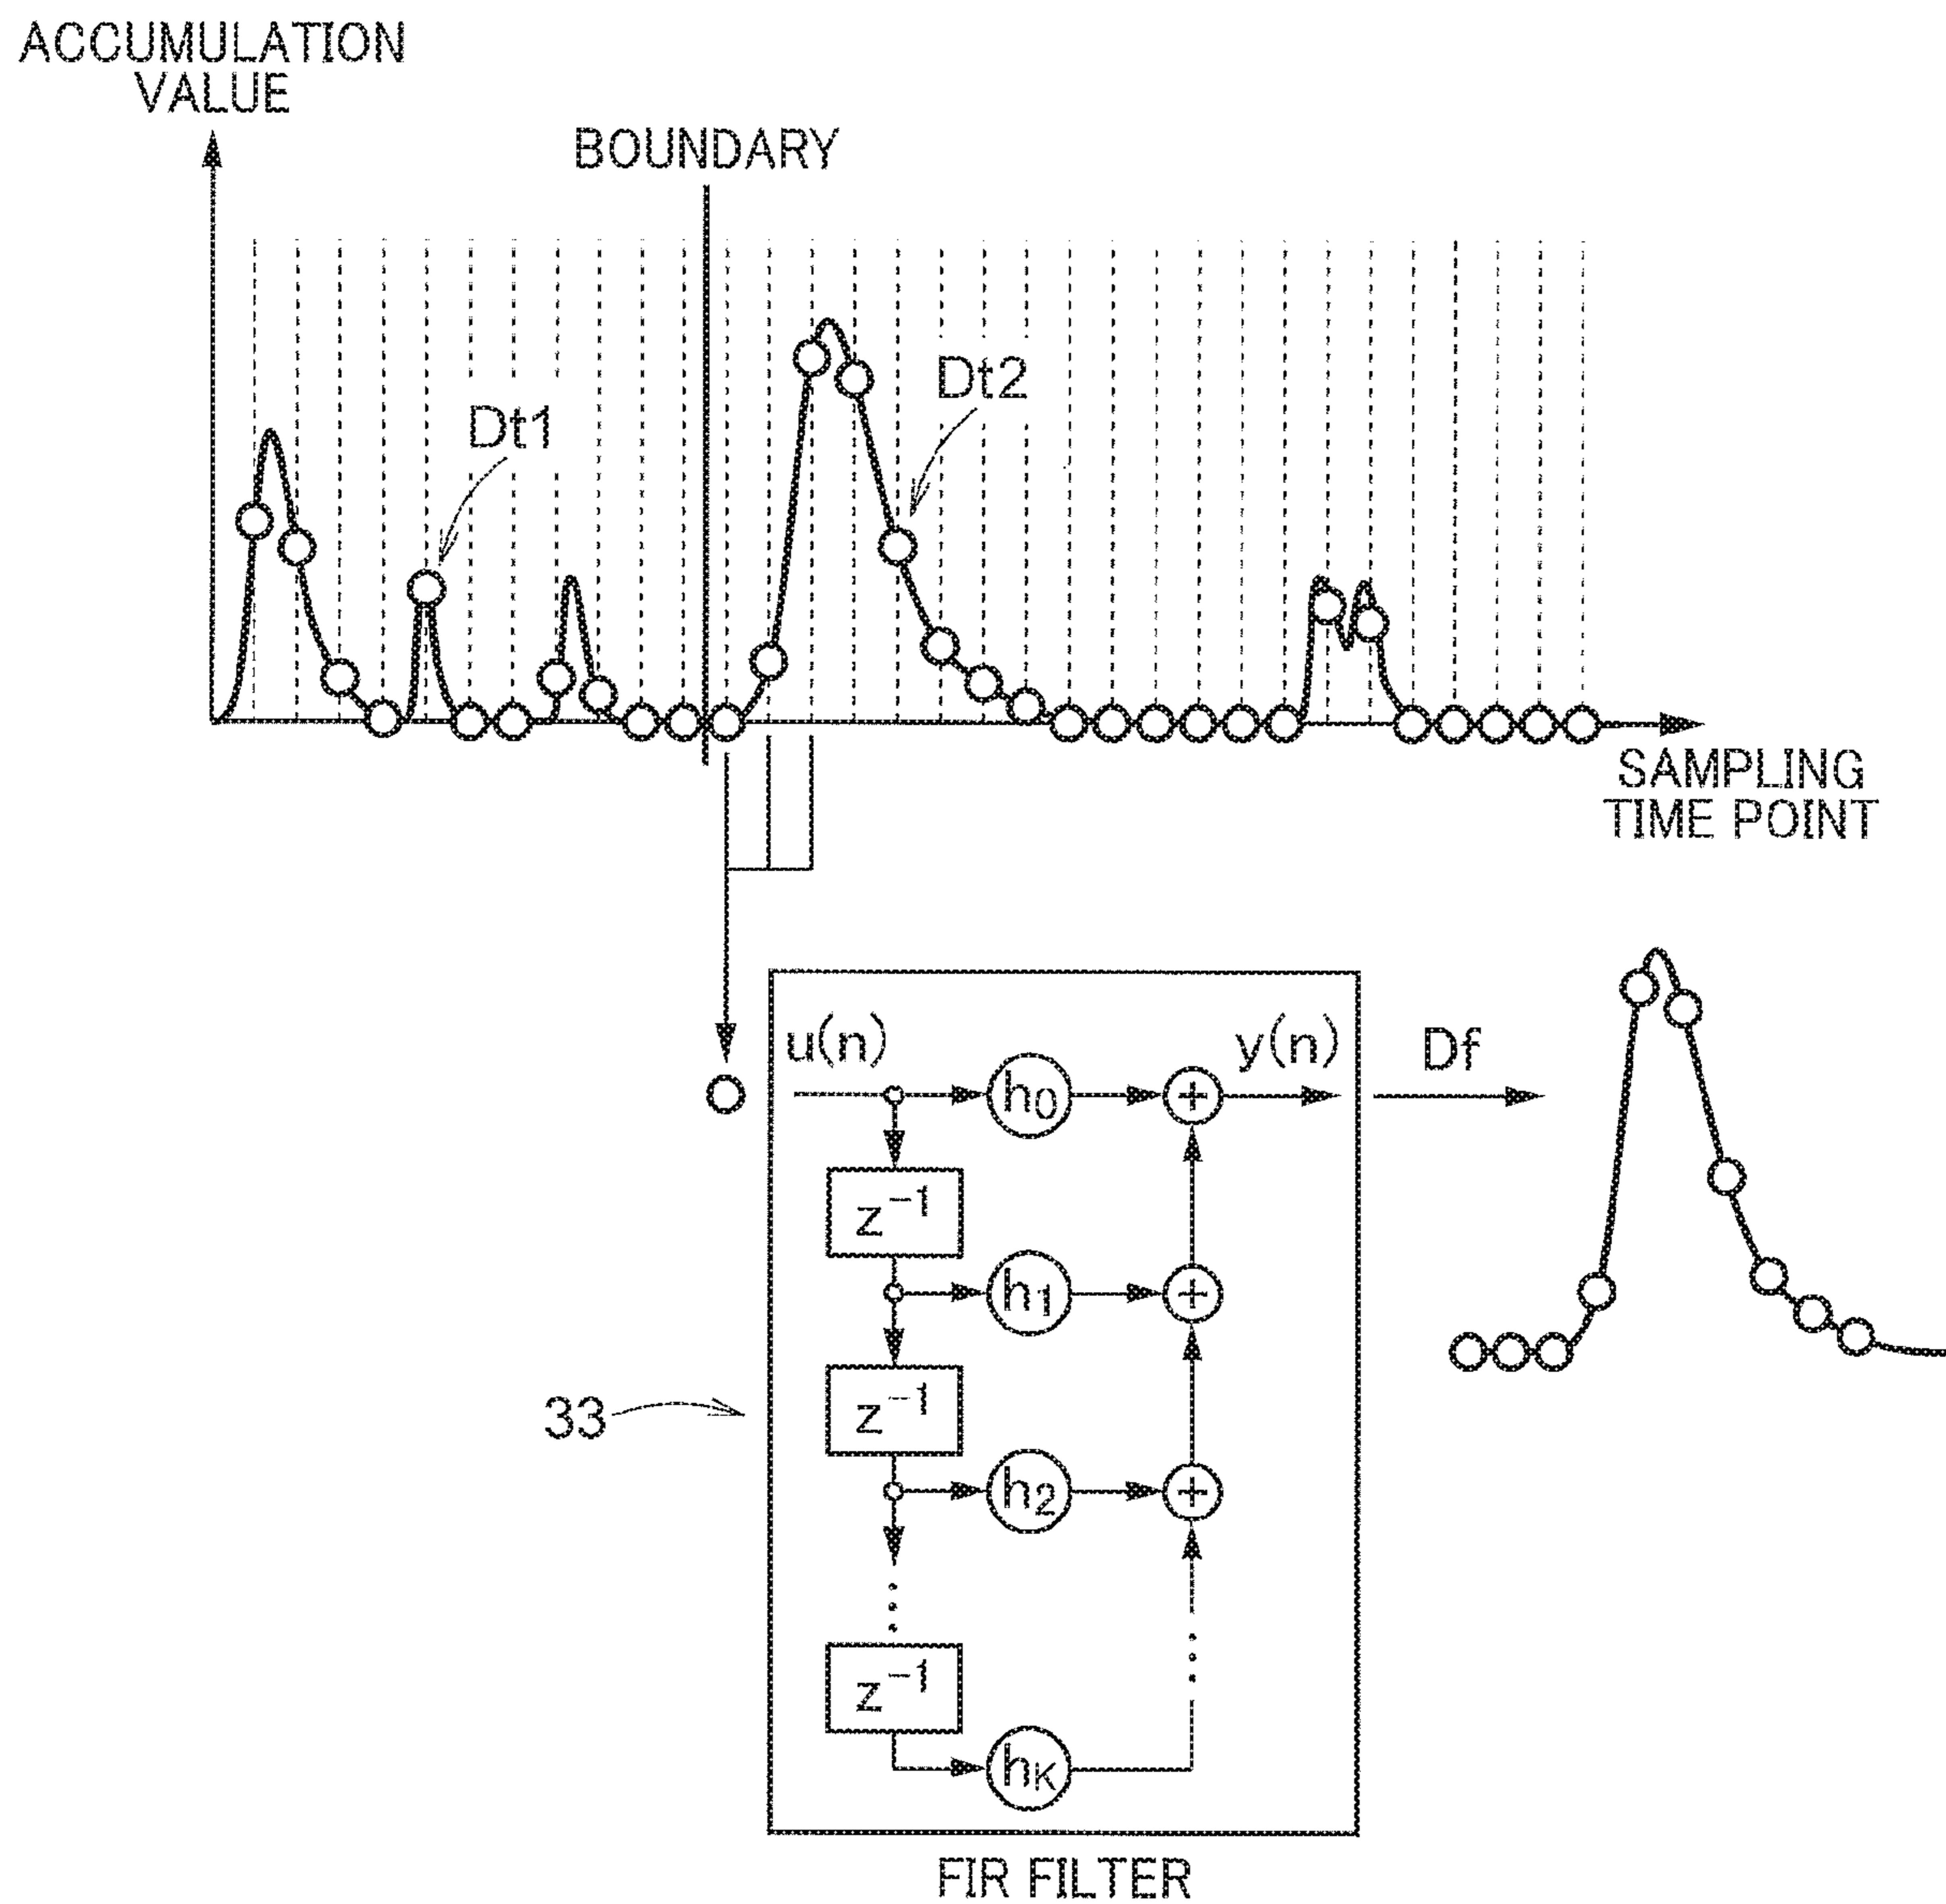 ACCUMULATION
VALUE
BOUNDARY
Dt1
Dt2
SAMPLING
TIME POINT
u(n)
h0
+
y(n)
Df
z−1
h1
+
33
z−1
h2
+
z−1
hK
FIR FILTER